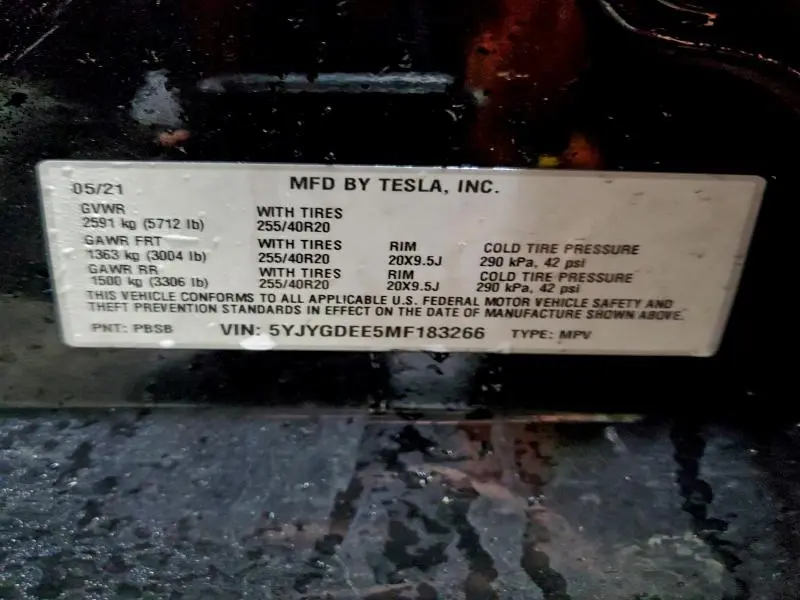 05/21 MFD BY TESLA, INC.
GVWR WITH TIRES
2591 kg (5712 lb) 255/40R20
GAWR FRT WITH TIRES RIM COLD TIRE PRESSURE
1363 kg (3004 lb) 255/40R20 20X9.5J 290 kPa, 42 psi
GAWR RR WITH TIRES RIM COLD TIRE PRESSURE
1500 kg (3306 lb) 255/40R20 20X9.5J 290 kPa, 42 psi
THIS VEHICLE CONFORMS TO ALL APPLICABLE U.S. FEDERAL MOTOR VEHICLE SAFETY AND
THEFT PREVENTION STANDARDS IN EFFECT ON THE DATE OF MANUFACTURE SHOWN ABOVE.
PNT: PBSB VIN: 5YJYGDEE5MF183266 TYPE: MPV